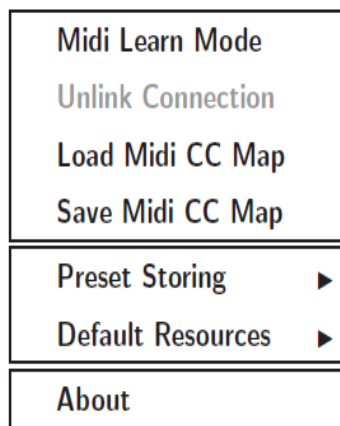 Midi Learn Mode
Unlink Connection
Load Midi CC Map
Save Midi CC Map
Preset Storing
Default Resources
About